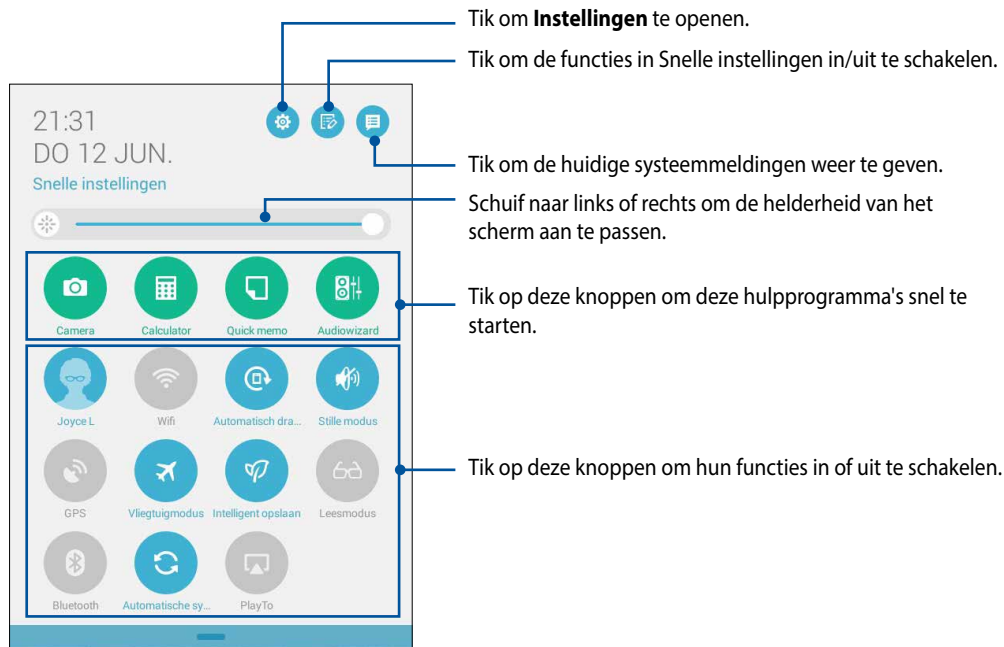 Tik om Instellingen te openen.
Tik om de functies in Snelle instellingen in/uit te schakelen.
21:31
DO 12 JUN.
Snelle instellingen
Tik om de huidige systeemmeldingen weer te geven.
Schuif naar links of rechts om de helderheid van het
scherm aan te passen.
Camera Calculator Quick memo Audiowizard
Tik op deze knoppen om deze hulpprogramma's snel te
starten.
Joyce L Wifi Automatisch dra... Stille modus
GPS Vliegtuigmodus Intelligent opslaan Leesmodus
Tik op deze knoppen om hun functies in of uit te schakelen.
Bluetooth Automatische sy... PlayTo